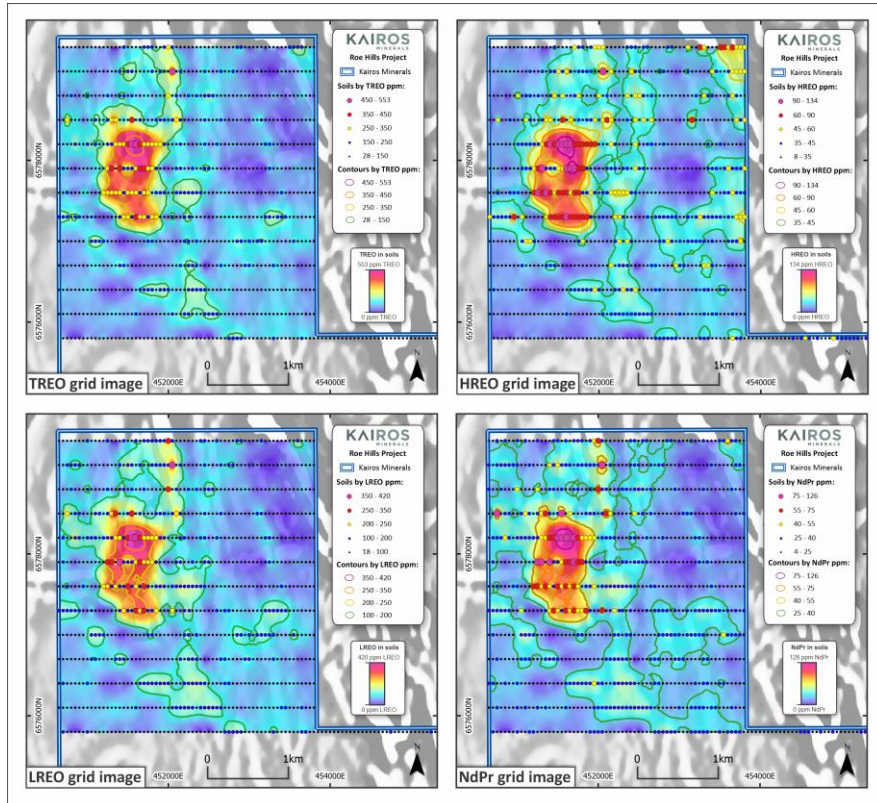 KAIROS
MINERALS
Roe Hills Project
Kairos Minerals
Soils by TREO ppm:
450 - 553
350 - 450
250 - 350
150 - 250
28 - 150
Contours by TREO ppm:
450 - 553
350 - 450
250 - 350
28 - 150
TREO in soils
553 ppm TREO
0 ppm TREO
6578000N
6576000N
0
1km
452000E
454000E
N
TREO grid image
KAIROS
MINERALS
Roe Hills Project
Kairos Minerals
Soils by HREO ppm:
90 - 134
60 - 90
45 - 60
35 - 45
8 - 35
Contours by HREO ppm:
90 - 134
60 - 90
45 - 60
35 - 45
HREO in soils
134 ppm HREO
0 ppm HREO
6578000N
6576000N
0
1km
452000E
454000E
N
HREO grid image
KAIROS
MINERALS
Roe Hills Project
Kairos Minerals
Soils by LREO ppm:
350 - 420
250 - 350
200 - 250
100 - 200
18 - 100
Contours by LREO ppm:
350 - 420
250 - 350
200 - 250
100 - 200
LREO in soils
420 ppm LREO
0 ppm LREO
6578000N
6576000N
0
1km
452000E
454000E
N
LREO grid image
KAIROS
MINERALS
Roe Hills Project
Kairos Minerals
Soils by NdPr ppm:
75 - 126
55 - 75
40 - 55
25 - 40
4 - 25
Contours by NdPr ppm:
75 - 126
55 - 75
40 - 55
25 - 40
NdPr in soils
126 ppm NdPr
0 ppm NdPr
6578000N
6576000N
0
1km
452000E
454000E
N
NdPr grid image